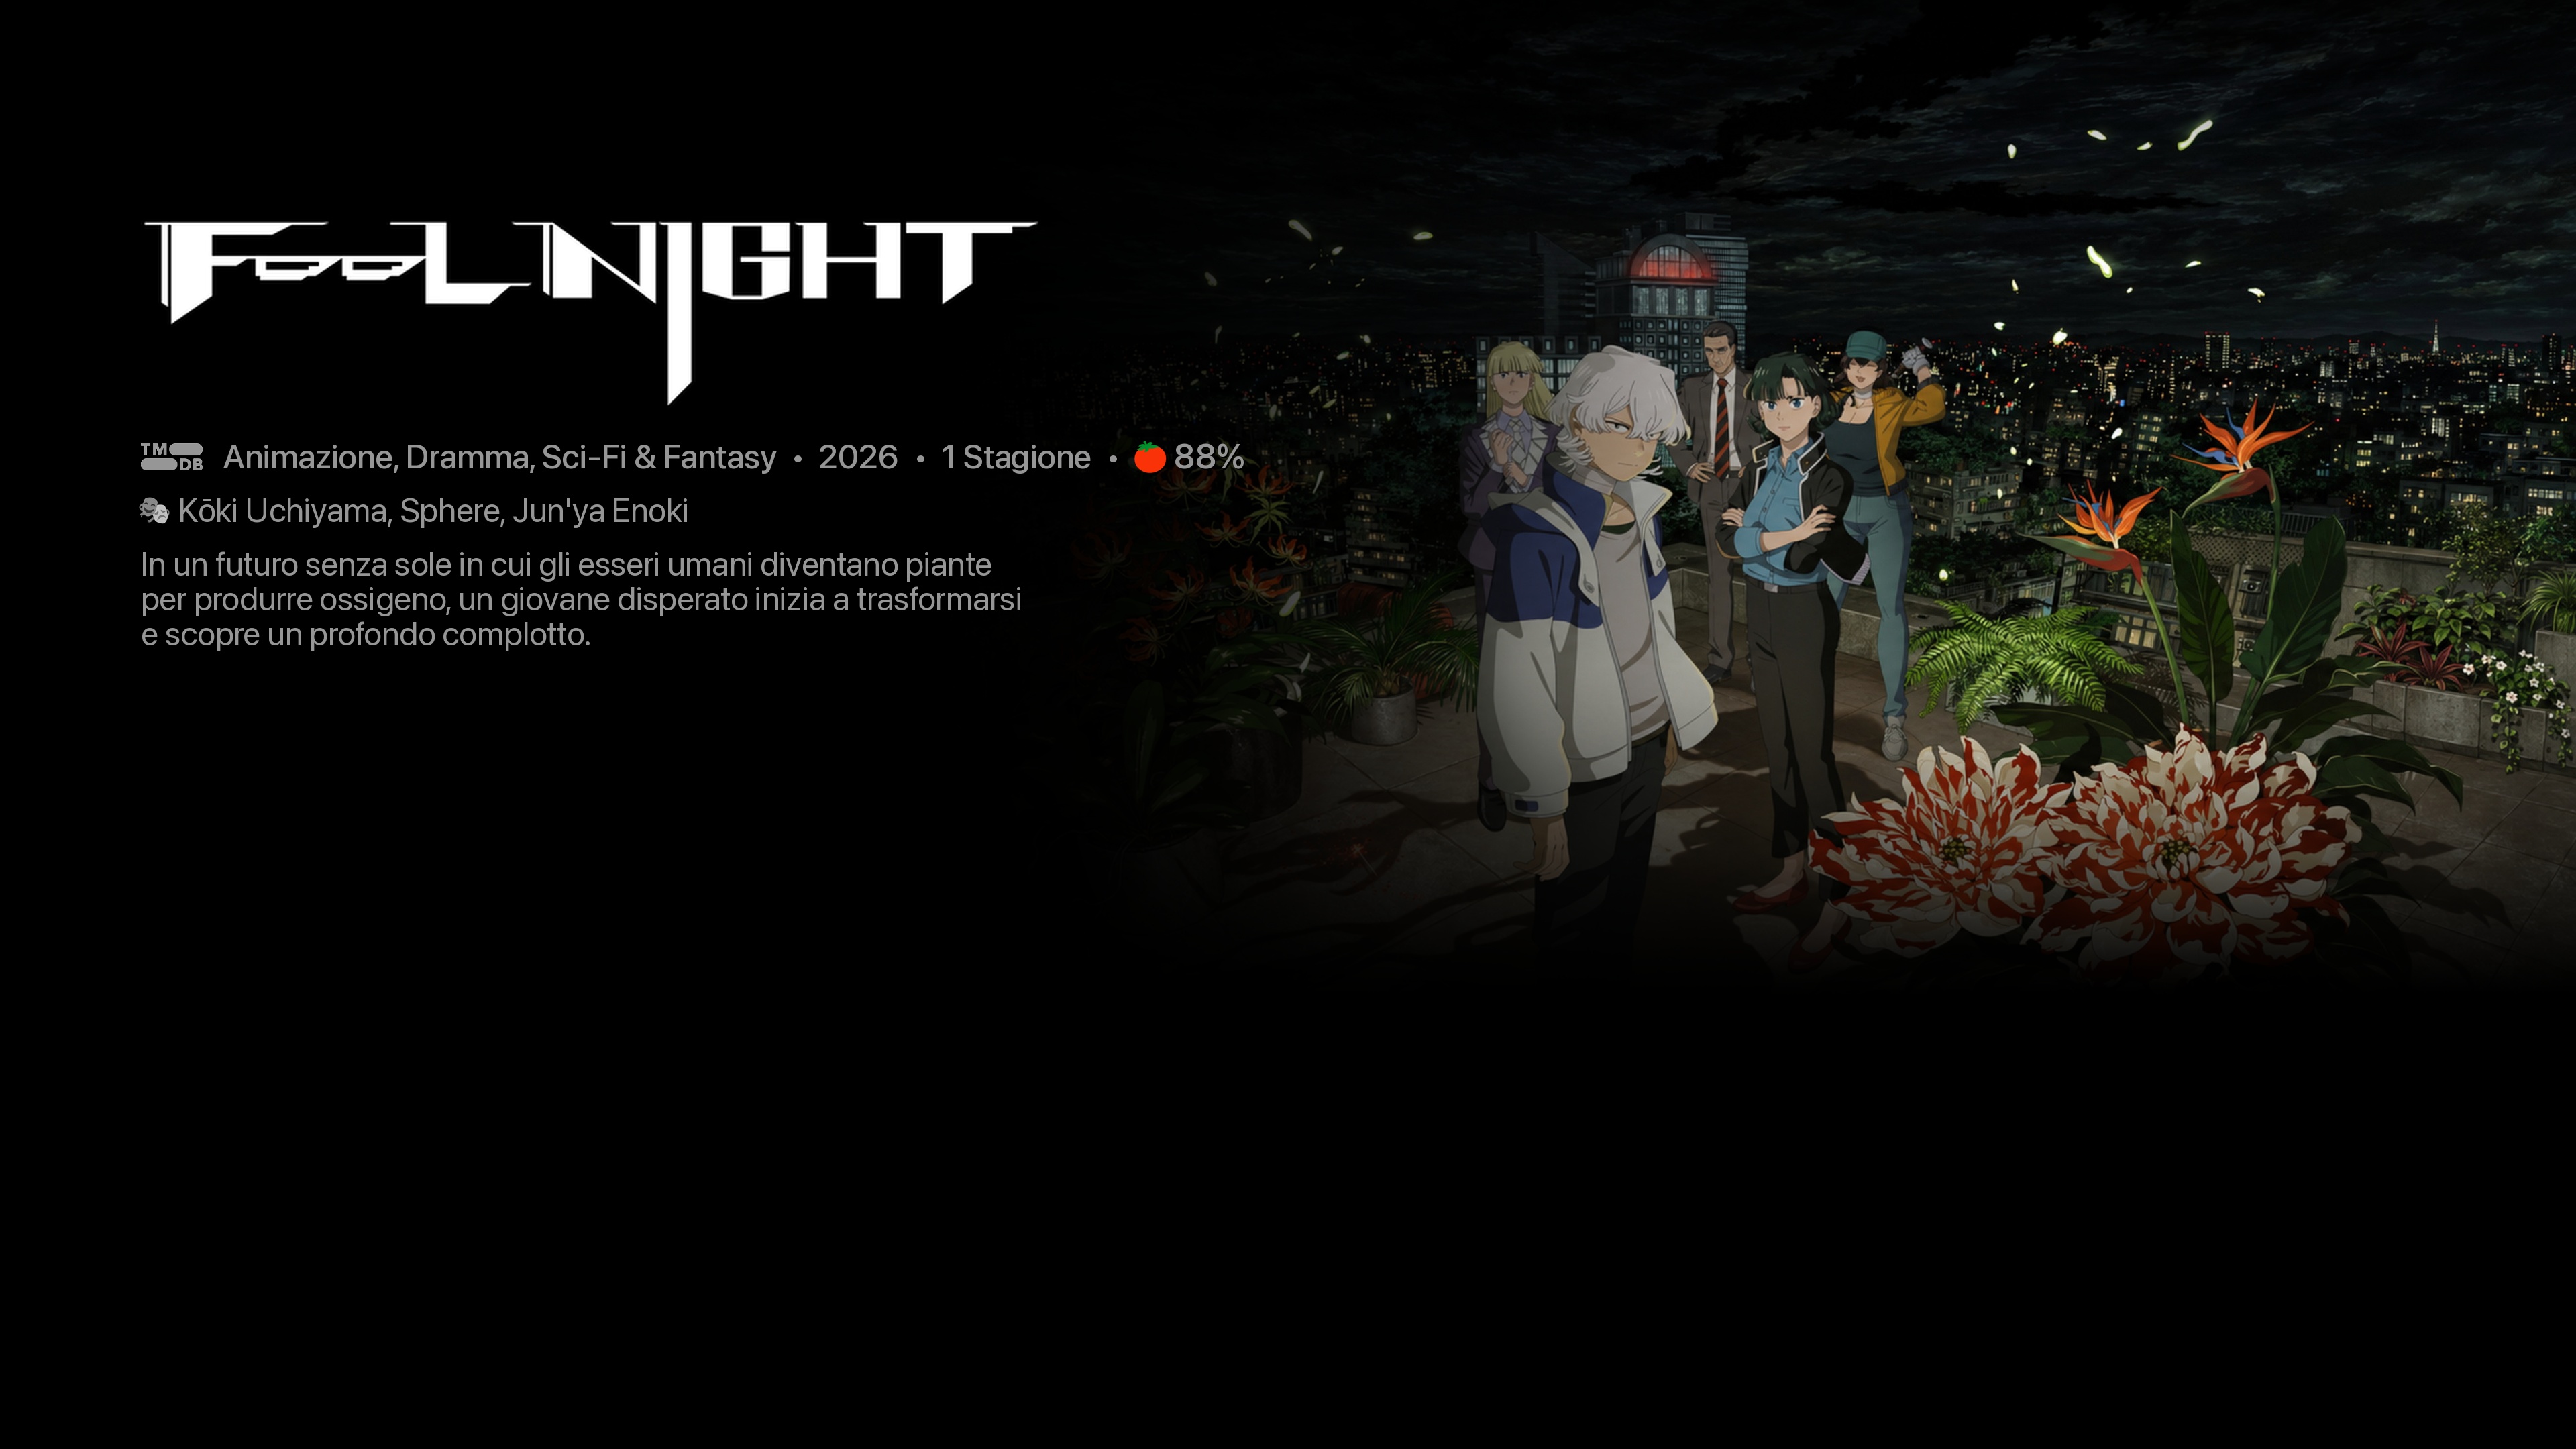 FOOLNIGHT
TMDB Animazione, Dramma, Sci-Fi & Fantasy • 2026 • 1 Stagione • 88%
Kōki Uchiyama, Sphere, Jun'ya Enoki
In un futuro senza sole in cui gli esseri umani diventano piante
per produrre ossigeno, un giovane disperato inizia a trasformarsi
e scopre un profondo complotto.